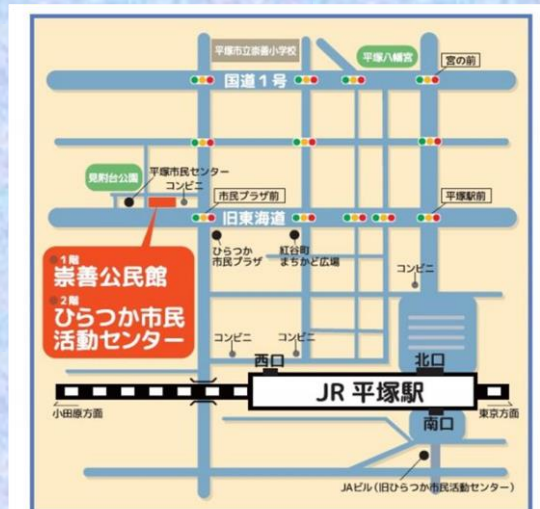 平塚市立崇善小学校
平塚八幡宮
宮の前
国道1号
見附台公園
平塚市民センター
コンビニ
市民プラザ前
平塚駅前
旧東海道
ひらつか
市民プラザ
紅谷町
まちかど広場
コンビニ
1階
崇善公民館
2階
ひらつか市民
活動センター
コンビニ
コンビニ
西口
北口
JR 平塚駅
小田原方面
東京方面
南口
JAビル(旧ひらつか市民活動センター)